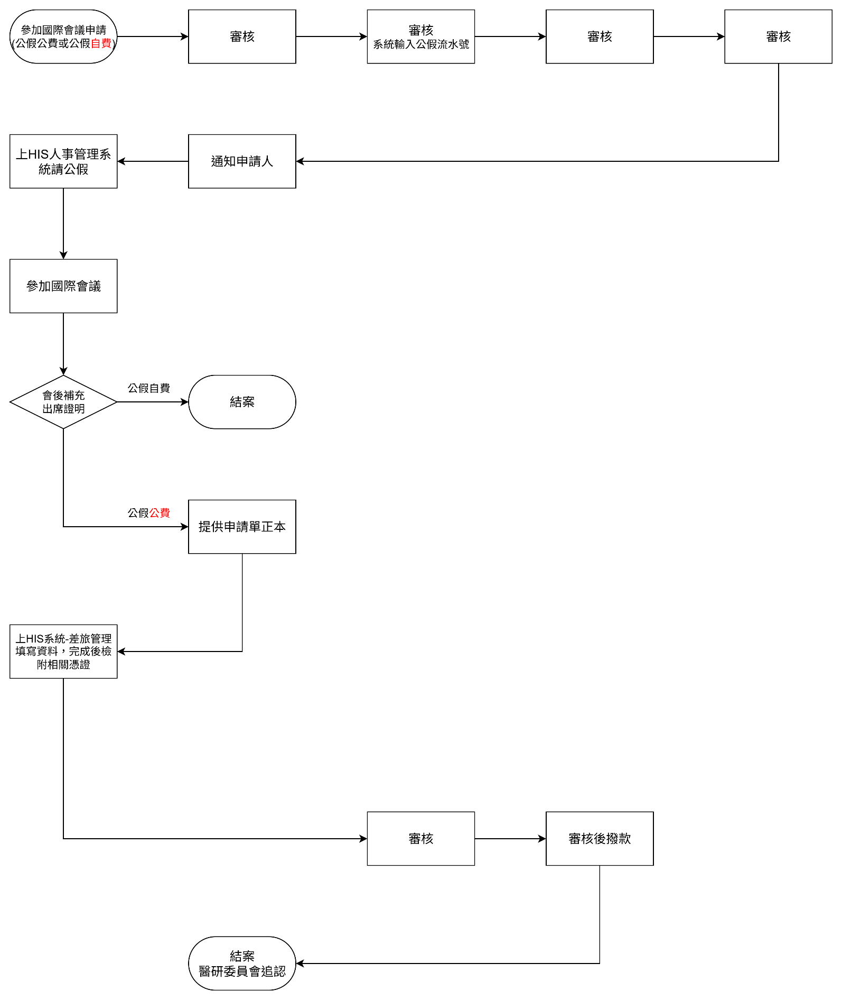 參加國際會議申請
(公假公費或公假自費)
審核
審核
系統輸入公假流水號
審核
審核
上HIS人事管理系
統請公假
通知申請人
參加國際會議
會後補充
出席證明
公假自費
結案
公假公費
提供申請單正本
上HIS系統-差旅管理
填寫資料，完成後檢
附相關憑證
審核
審核後撥款
結案
醫研委員會追認